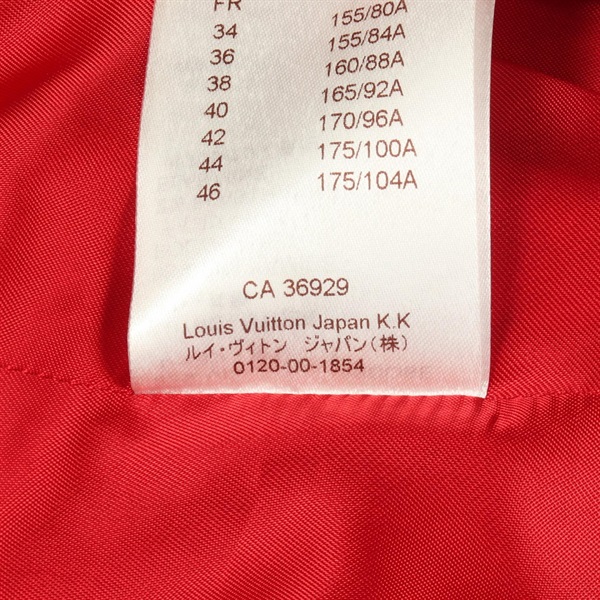 FR 155/80A
34 155/84A
36 160/88A
38 165/92A
40 170/96A
42 175/100A
44 175/104A
46
CA 36929
Louis Vuitton Japan K.K
ルイ・ヴィトン ジャパン(株)
0120-00-1854